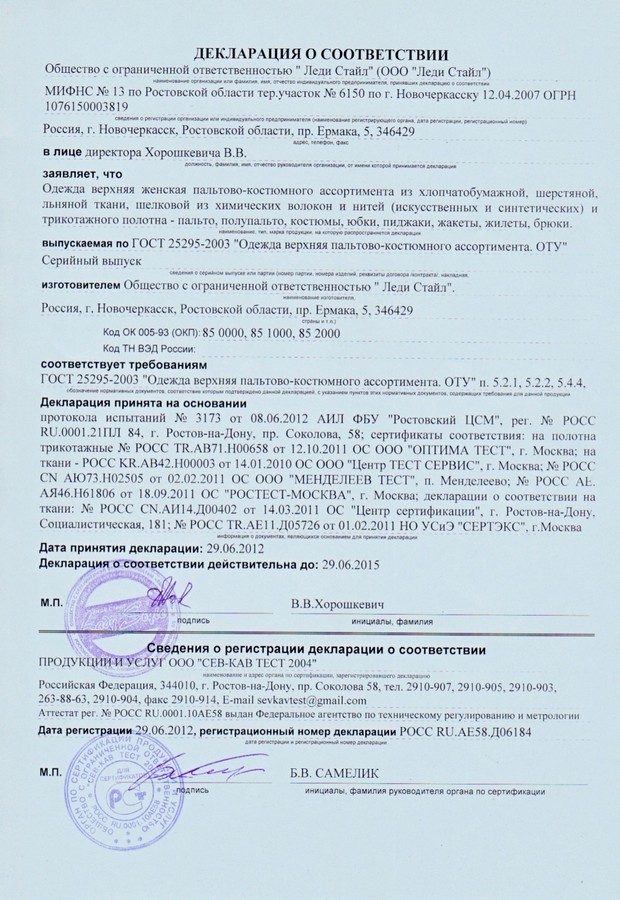 ДЕКЛАРАЦИЯ О СООТВЕТСТВИИ
Общество с ограниченной ответственностью " Леди Стайл" (ООО "Леди Стайл")
наименование организации или фамилия, имя, отчество индивидуального предпринимателя, принявших декларацию о соответствии
МИФНС № 13 по Ростовской области тер.участок № 6150 по г. Новочеркасску 12.04.2007 ОГРН
1076150003819
сведения о регистрации организации или индивидуального предпринимателя (наименование регистрирующего органа, дата регистрации, регистрационный номер)
Россия, г. Новочеркасск, Ростовской области, пр. Ермака, 5, 346429
адрес, телефон, факс
в лице директора Хорошкевича В.В.
должность, фамилия, имя, отчество руководителя организации, от имени которой принимается декларация
заявляет, что
Одежда верхняя женская пальтово-костюмного ассортимента из хлопчатобумажной, шерстяной,
льняной ткани, шелковой из химических волокон и нитей (искусственных и синтетических) и
трикотажного полотна - пальто, полупальто, костюмы, юбки, пиджаки, жакеты, жилеты, брюки.
наименование, тип, марка продукции, на которую распространяется декларация
выпускаемая по ГОСТ 25295-2003 "Одежда верхняя пальтово-костюмного ассортимента. ОТУ"
Серийный выпуск
сведения о серийном выпуске или партии (номер партии, номера изделий, реквизиты договора /контракта/, накладная,
изготовителем Общество с ограниченной ответственностью " Леди Стайл".
наименование изготовителя,
Россия, г. Новочеркасск, Ростовской области, пр. Ермака, 5, 346429
страны и т.п.)
Код ОК 005-93 (ОКП): 85 0000, 85 1000, 85 2000
Код ТН ВЭД России:
соответствует требованиям
ГОСТ 25295-2003 "Одежда верхняя пальтово-костюмного ассортимента. ОТУ" п. 5.2.1, 5.2.2, 5.4.4,
обозначение нормативных документов, соответствие которым подтверждено данной декларацией, с указанием пунктов этих нормативных документов, содержащих требования для данной продукции
Декларация принята на основании
протокола испытаний № 3173 от 08.06.2012 АИЛ ФБУ "Ростовский ЦСМ", рег. № РОСС
RU.0001.21ПЛ 84, г. Ростов-на-Дону, пр. Соколова, 58; сертификаты соответствия: на полотна
трикотажные № РОСС TR.АВ71.Н00658 от 12.10.2011 ОС ООО "ОПТИМА ТЕСТ", г. Москва; на
ткани - РОСС KR.АВ42.Н00003 от 14.01.2010 ОС ООО "Центр ТЕСТ СЕРВИС", г. Москва; № РОСС
CN АЮ73.Н02505 от 02.02.2011 ОС ООО "МЕНДЕЛЕЕВ ТЕСТ", п. Менделеево; № РОСС АЕ.
АЯ46.Н61806 от 18.09.2011 ОС "РОСТЕСТ-МОСКВА", г. Москва; декларации о соответствии на
ткани: № РОСС CN.АИ14.Д00402 от 14.03.2011 ОС "Центр сертификации", г. Ростов-на-Дону,
Социалистическая, 181; № РОСС TR.АЕ11.Д05726 от 01.02.2011 НО УСиЭ "СЕРТЭКС", г.Москва
информация о документах, являющихся основанием для принятия декларации
Дата принятия декларации: 29.06.2012
Декларация о соответствии действительна до: 29.06.2015
М.П.
В.В.Хорошкевич
подпись
инициалы, фамилия
Сведения о регистрации декларации о соответствии
ПРОДУКЦИИ И УСЛУГ ООО "СЕВ-КАВ ТЕСТ 2004"
наименование и адрес органа по сертификации, зарегистрировавшего декларацию
Российская Федерация, 344010, г. Ростов-на-Дону, пр. Соколова 58, тел. 2910-907, 2910-905, 2910-903,
263-88-63, 2910-904, факс 2910-914, E-mail sevkavtest@gmail.com
Аттестат рег. № РОСС RU.0001.10АЕ58 выдан Федеральное агентство по техническому регулированию и метрологии
Дата регистрации 29.06.2012, регистрационный номер декларации РОСС RU.АЕ58.Д06184
дата регистрации и регистрационный номер декларации
М.П.
Б.В. САМЕЛИК
подпись
инициалы, фамилия руководителя органа по сертификации
ОРГАН ПО СЕРТИФИКАЦИИ ПРОДУКЦИИ И УСЛУГ
ДЛЯ
СЕРТИФИКАТОВ
РСТ